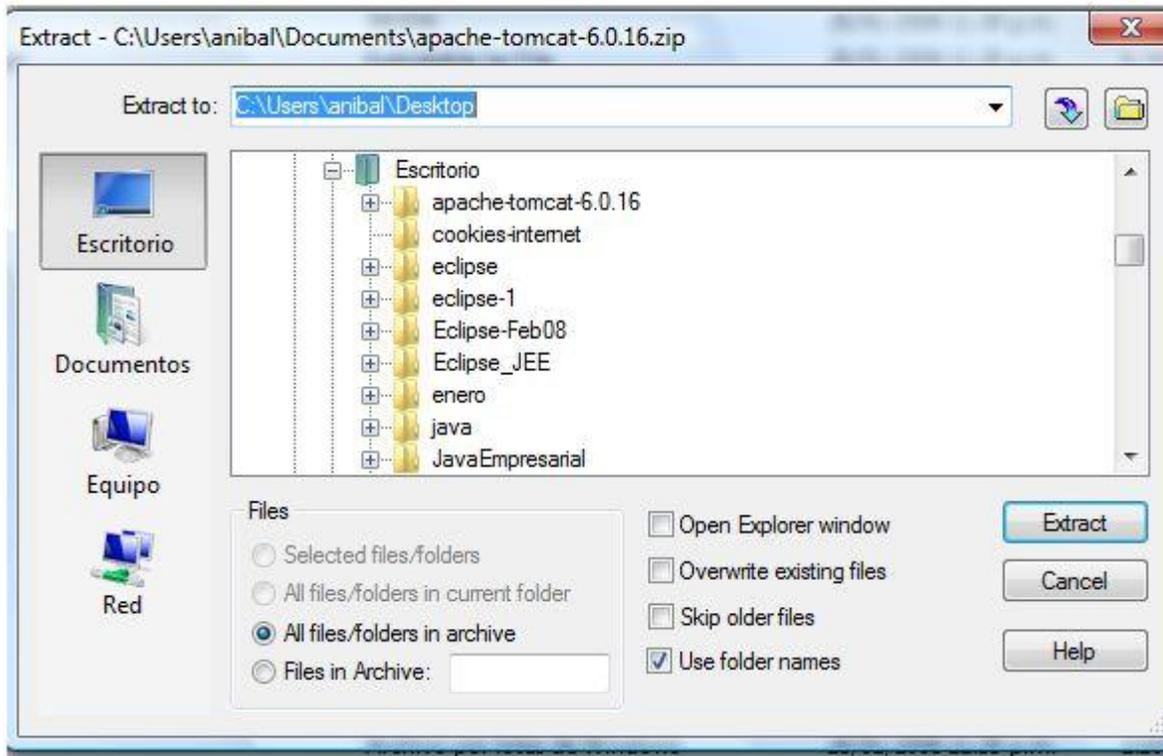 Extract - C:\Users\anibal\Documents\apache-tomcat-6.0.16.zip
Extract to: C:\Users\anibal\Desktop
Escritorio
Documentos
Equipo
Red
Escritorio
apache-tomcat-6.0.16
cookies-internet
eclipse
eclipse-1
Eclipse-Feb08
Eclipse_JEE
enero
java
JavaEmpresarial
Files
Selected files/folders
All files/folders in current folder
All files/folders in archive
Files in Archive:
Open Explorer window
Overwrite existing files
Skip older files
Use folder names
Extract
Cancel
Help